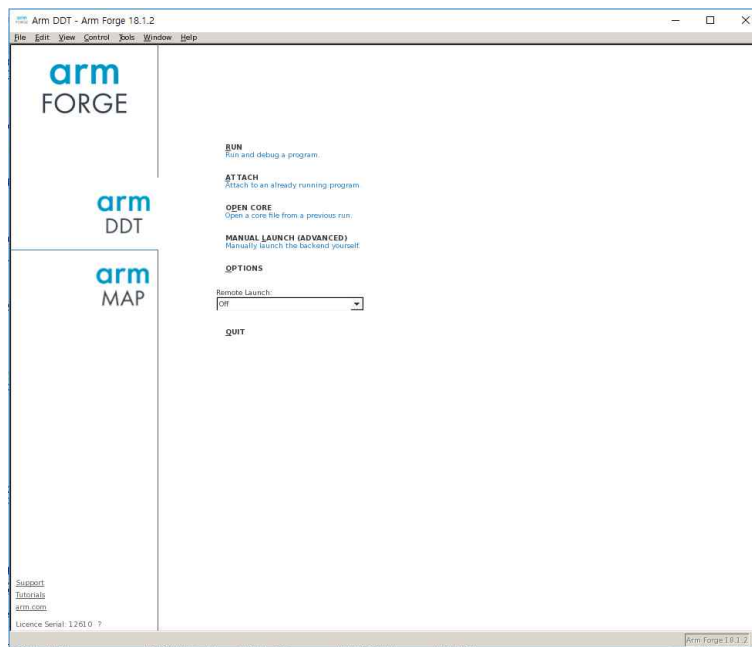 Arm DDT - Arm Forge 18.1.2
File Edit View Control Tools Window Help
arm
FORGE
RUN
Run and debug a program.
ATTACH
Attach to an already running program.
arm
DDT
OPEN CORE
Open a core file from a previous run.
MANUAL LAUNCH (ADVANCED)
Manually launch the backend yourself.
arm
MAP
OPTIONS
Remote Launch:
Off
QUIT
Support
Tutorials
arm.com
Licence Serial: 12610 ?
Arm Forge 18.1.2